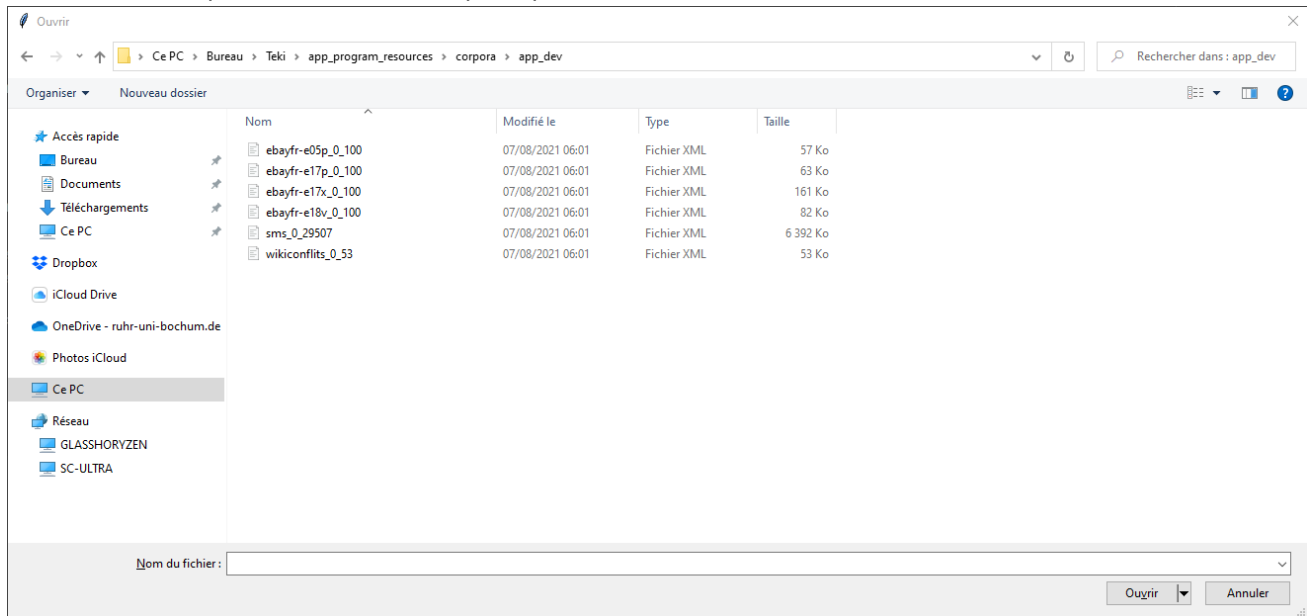 Ouvrir
Ce PC > Bureau > Teki > app_program_resources > corpora > app_dev
Rechercher dans : app_dev
Organiser Nouveau dossier
Nom Modifié le Type Taille
Accès rapide
Bureau
Documents
Téléchargements
Ce PC
Dropbox
iCloud Drive
OneDrive - ruhr-uni-bochum.de
Photos iCloud
Ce PC
Réseau
GLASSHORYZEN
SC-ULTRA
ebayfr-e05p_0_100 07/08/2021 06:01 Fichier XML 57 Ko
ebayfr-e17p_0_100 07/08/2021 06:01 Fichier XML 63 Ko
ebayfr-e17x_0_100 07/08/2021 06:01 Fichier XML 161 Ko
ebayfr-e18v_0_100 07/08/2021 06:01 Fichier XML 82 Ko
sms_0_29507 07/08/2021 06:01 Fichier XML 6 392 Ko
wikiconflits_0_53 07/08/2021 06:01 Fichier XML 53 Ko
Nom du fichier :
Ouvrir Annuler